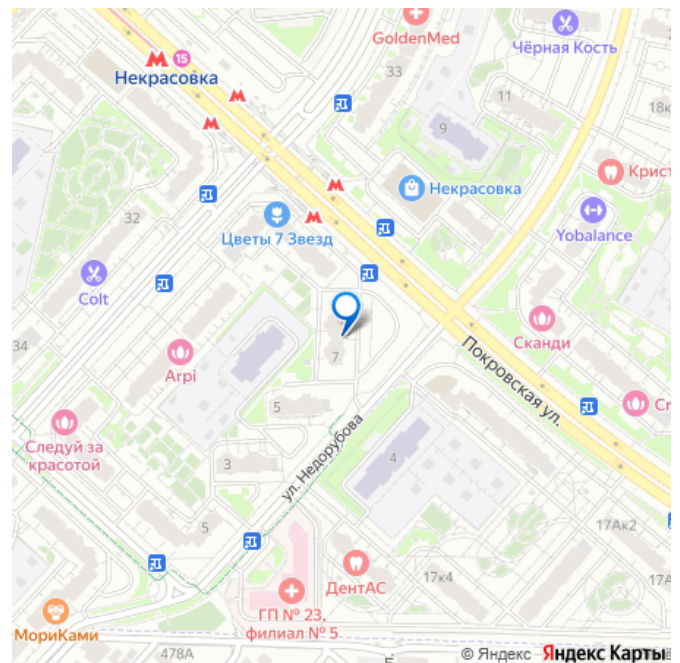 GoldenMed
Чёрная Кость
15
Некрасовка
33
11
18к
9
Крист
Некрасовка
32
Цветы 7 Звезд
Yobalance
Colt
34
7
Сканди
Arpi
Покровская ул.
5
Cr
Следуй за
красотой
ул. Недорубова
3
4
5
17Ак2
ДентАС
17к4
17А
ГП № 23,
филиал № 5
МориКами
478А
© Яндекс Яндекс Карты